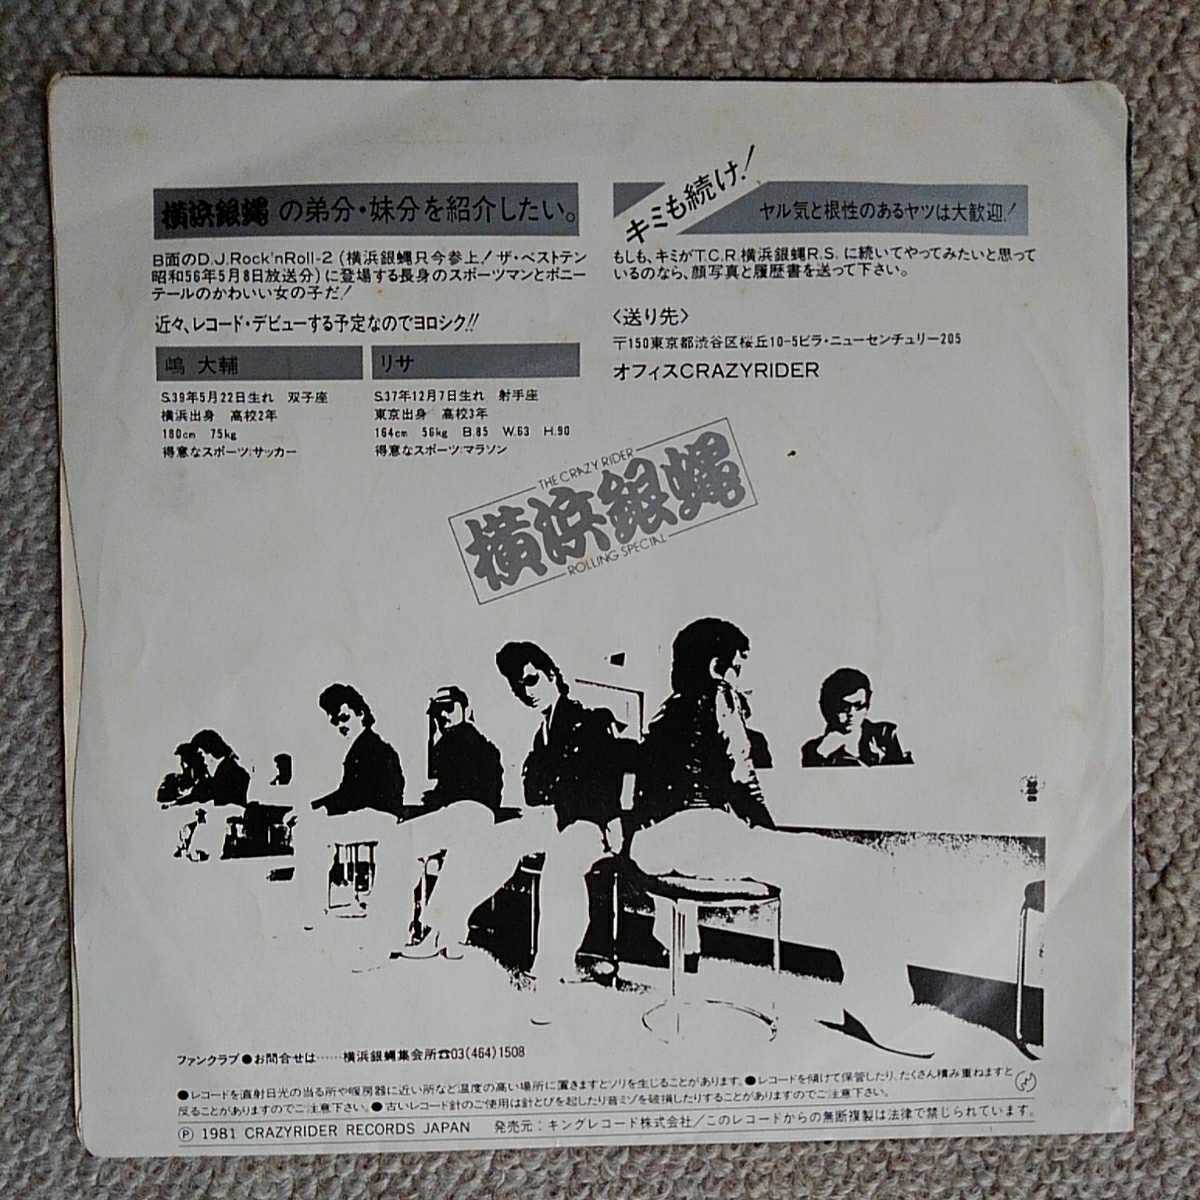 横浜銀蝿の弟分・妹分を紹介したい。
B面のD.J.Rock'nRoll-2(横浜銀蝿只今参上!ザ・ベストテン
昭和56年5月8日放送分)に登場する長身のスポーツマンとポニー
テールのかわいい女の子だ!
近々、レコード・デビューする予定なのでヨロシク!!
嶋 大輔
S.39年5月22日生れ 双子座
横浜出身 高校2年
180cm 75kg
得意なスポーツ:サッカー
リサ
S.37年12月7日生れ 射手座
東京出身 高校3年
164cm 56kg B.85 W.63 H.90
得意なスポーツ:マラソン
キミも続け!
ヤル気と根性のあるヤツは大歓迎!
もしも、キミがT.C.R.横浜銀蝿R.S.に続いてやってみたいと思って
いるのなら、顔写真と履歴書を送って下さい。
〈送り先〉
〒150東京都渋谷区桜丘10-5ビラ・ニューセンチュリー205
オフィスCRAZYRIDER
THE CRAZY RIDER
横浜銀蝿
ROLLING SPECIAL
ファンクラブ●お問合せは……横浜銀蝿集会所☎03(464)1508
●レコードを直射日光の当る所や暖房器に近い所など温度の高い場所に置きますとソリを生じることがあります。●レコードを傾けて保管したり、たくさん積み重ねますと
反ることがありますのでご注意下さい。●古いレコード針のご使用は針とびを起したり音ミゾを破損したりすることがありますのでご注意下さい。
Ⓟ 1981 CRAZYRIDER RECORDS JAPAN 発売元:キングレコード株式会社/このレコードからの無断複製は法律で禁じられています。